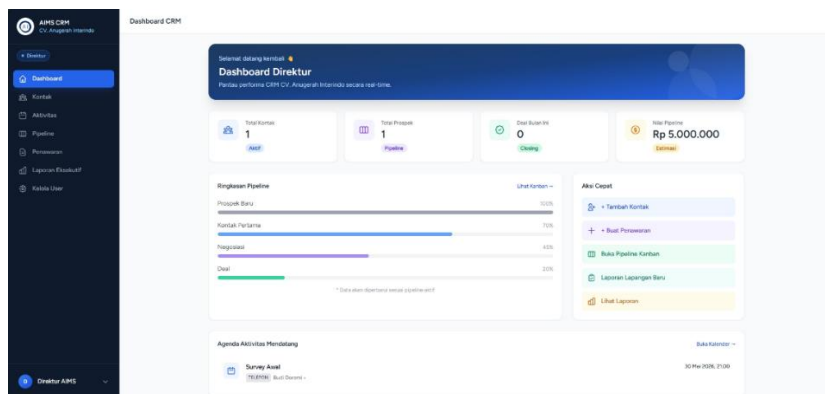 AIMS CRM
CV. Anugerah Interindo
Direktur
Dashboard
Kontak
Aktivitas
Pipeline
Penawaran
Laporan Eksekutif
Kelola User
Direktur AIMS
Dashboard CRM
Selamat datang kembali 👋
Dashboard Direktur
Pantau performa CRM CV. Anugerah Interindo secara real-time.
Total Kontak
1
Aktif
Total Prospek
1
Pipeline
Deal Bulan Ini
0
Closing
Nilai Pipeline
Rp 5.000.000
Estimasi
Ringkasan Pipeline
Lihat Kanban →
Prospek Baru 100%
Kontak Pertama 70%
Negosiasi 45%
Deal 20%
* Data akan diperbarui sesuai pipeline aktif
Aksi Cepat
+ Tambah Kontak
+ Buat Penawaran
Buka Pipeline Kanban
Laporan Lapangan Baru
Lihat Laporan
Agenda Aktivitas Mendatang
Buka Kalender →
Survey Awal
30 Mei 2026, 21.00
TELEPON Budi